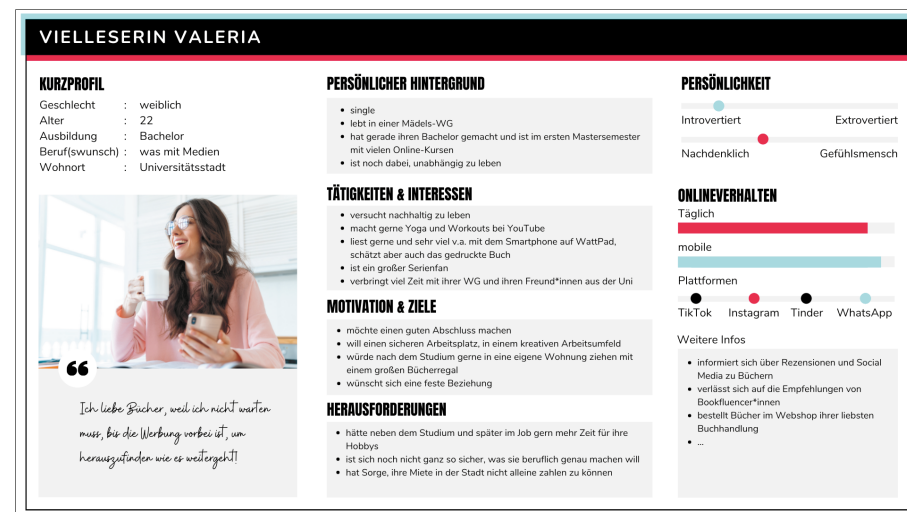 VIELLESERIN VALERIA
KURZPROFIL
Geschlecht : weiblich
Alter : 22
Ausbildung : Bachelor
Beruf(swunsch) : was mit Medien
Wohnort : Universitätsstadt
Ich liebe Bücher, weil ich nicht warten
muss, bis die Werbung vorbei ist, um
herauszufinden wie es weitergeht!
PERSÖNLICHER HINTERGRUND
• single
• lebt in einer Mädels-WG
• hat gerade ihren Bachelor gemacht und ist im ersten Mastersemester
mit vielen Online-Kursen
• ist noch dabei, unabhängig zu leben
TÄTIGKEITEN & INTERESSEN
• versucht nachhaltig zu leben
• macht gerne Yoga und Workouts bei YouTube
• liest gerne und sehr viel v.a. mit dem Smartphone auf WattPad,
schätzt aber auch das gedruckte Buch
• ist ein großer Serienfan
• verbringt viel Zeit mit ihrer WG und ihren Freund*innen aus der Uni
MOTIVATION & ZIELE
• möchte einen guten Abschluss machen
• will einen sicheren Arbeitsplatz, in einem kreativen Arbeitsumfeld
• würde nach dem Studium gerne in eine eigene Wohnung ziehen mit
einem großen Bücherregal
• wünscht sich eine feste Beziehung
HERAUSFORDERUNGEN
• hätte neben dem Studium und später im Job gern mehr Zeit für ihre
Hobbys
• ist sich noch nicht ganz so sicher, was sie beruflich genau machen will
• hat Sorge, ihre Miete in der Stadt nicht alleine zahlen zu können
PERSÖNLICHKEIT
Introvertiert Extrovertiert
Nachdenklich Gefühlsmensch
ONLINEVERHALTEN
Täglich
mobile
Plattformen
TikTok Instagram Tinder WhatsApp
Weitere Infos
• informiert sich über Rezensionen und Social
Media zu Büchern
• verlässt sich auf die Empfehlungen von
Bookfluencer*innen
• bestellt Bücher im Webshop ihrer liebsten
Buchhandlung
• ...